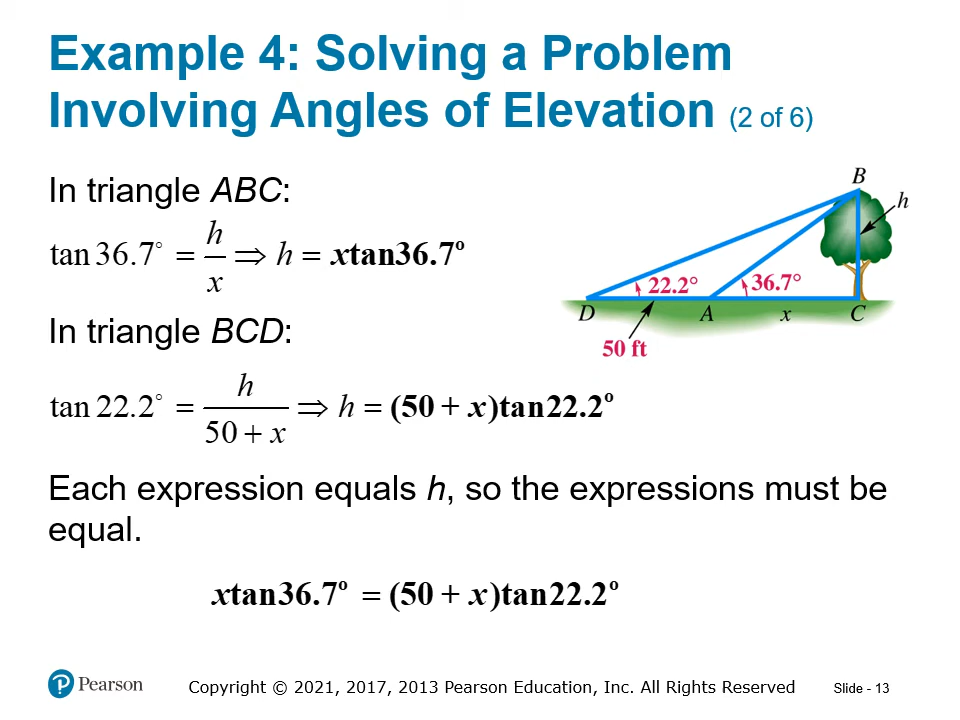 Example 4: Solving a Problem
Involving Angles of Elevation (2 of 6)
In triangle ABC:
tan 36.7° = h/x ⇒ h = xtan36.7º
B
h
22.2°
36.7°
D
A
x
C
50 ft
In triangle BCD:
tan 22.2° = h/(50 + x) ⇒ h = (50 + x)tan22.2º
Each expression equals h, so the expressions must be
equal.
xtan36.7º = (50 + x)tan22.2º
P Pearson
Copyright © 2021, 2017, 2013 Pearson Education, Inc. All Rights Reserved
Slide - 13